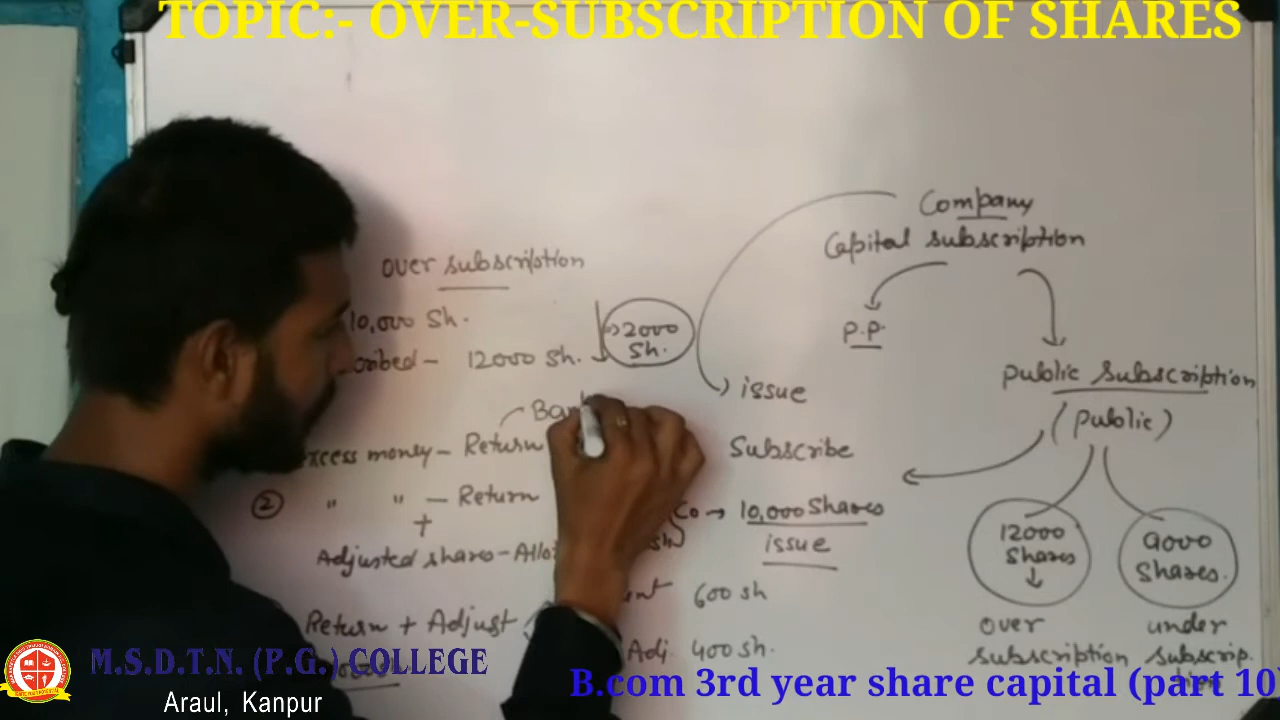 TOPIC:- OVER-SUBSCRIPTION OF SHARES
Company
Capital subscription
P.P.
Public Subscription
(Public)
12000
Shares
over
subscription
9000
Shares.
under
subscrip.
issue
Subscribe
Co → 10,000 Shares
issue
600 sh
Adj. 400 sh.
over subscription
10,000 Sh.
12000 Sh.
2000
Sh.
excess money - Return
② " " - Return
+
Adjusted shares -
Return + Adjust
M.S.D.T.N. (P.G.) COLLEGE
Araul, Kanpur
B.com 3rd year share capital (part 10)